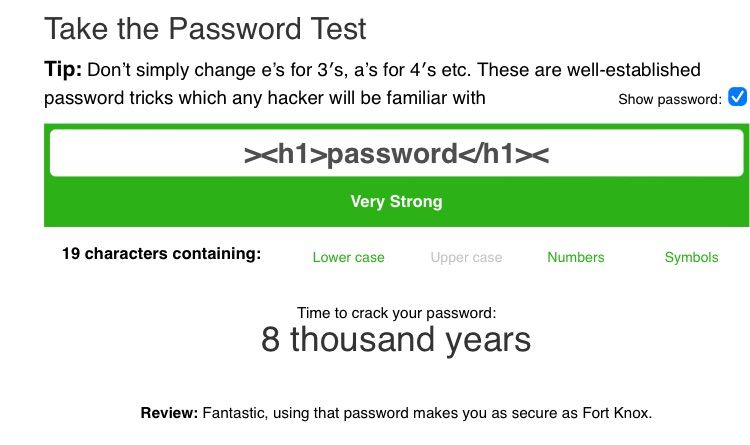 Take the Password Test
Tip: Don’t simply change e’s for 3′s, a’s for 4′s etc. These are well-established
password tricks which any hacker will be familiar with
Show password:
><h1>password</h1><
Very Strong
19 characters containing:
Lower case
Upper case
Numbers
Symbols
Time to crack your password:
8 thousand years
Review: Fantastic, using that password makes you as secure as Fort Knox.